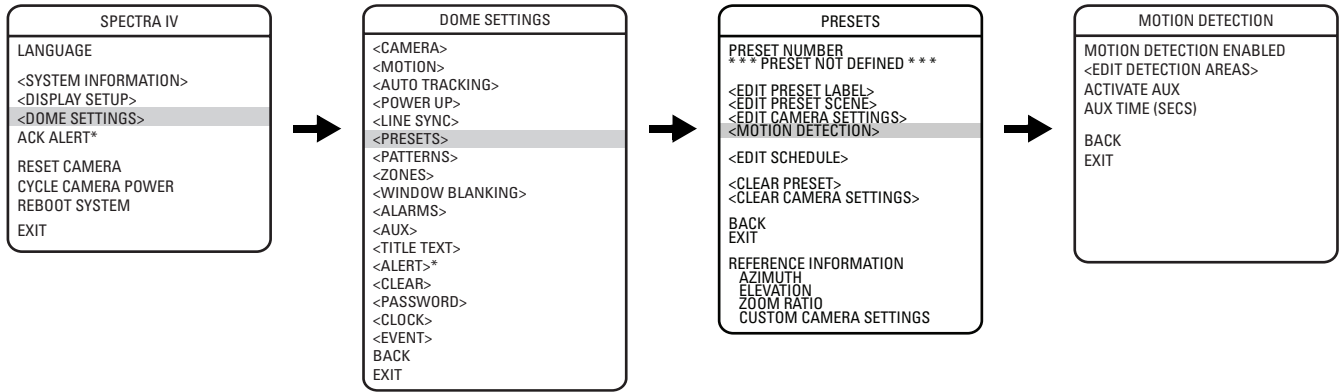 SPECTRA IV
LANGUAGE
<SYSTEM INFORMATION>
<DISPLAY SETUP>
<DOME SETTINGS>
ACK ALERT*
RESET CAMERA
CYCLE CAMERA POWER
REBOOT SYSTEM
EXIT
DOME SETTINGS
<CAMERA>
<MOTION>
<AUTO TRACKING>
<POWER UP>
<LINE SYNC>
<PRESETS>
<PATTERNS>
<ZONES>
<WINDOW BLANKING>
<ALARMS>
<AUX>
<TITLE TEXT>
<ALERT>*
<CLEAR>
<PASSWORD>
<CLOCK>
<EVENT>
BACK
EXIT
PRESETS
PRESET NUMBER
* * * PRESET NOT DEFINED * * *
<EDIT PRESET LABEL>
<EDIT PRESET SCENE>
<EDIT CAMERA SETTINGS>
<MOTION DETECTION>
<EDIT SCHEDULE>
<CLEAR PRESET>
<CLEAR CAMERA SETTINGS>
BACK
EXIT
REFERENCE INFORMATION
AZIMUTH
ELEVATION
ZOOM RATIO
CUSTOM CAMERA SETTINGS
MOTION DETECTION
MOTION DETECTION ENABLED
<EDIT DETECTION AREAS>
ACTIVATE AUX
AUX TIME (SECS)
BACK
EXIT